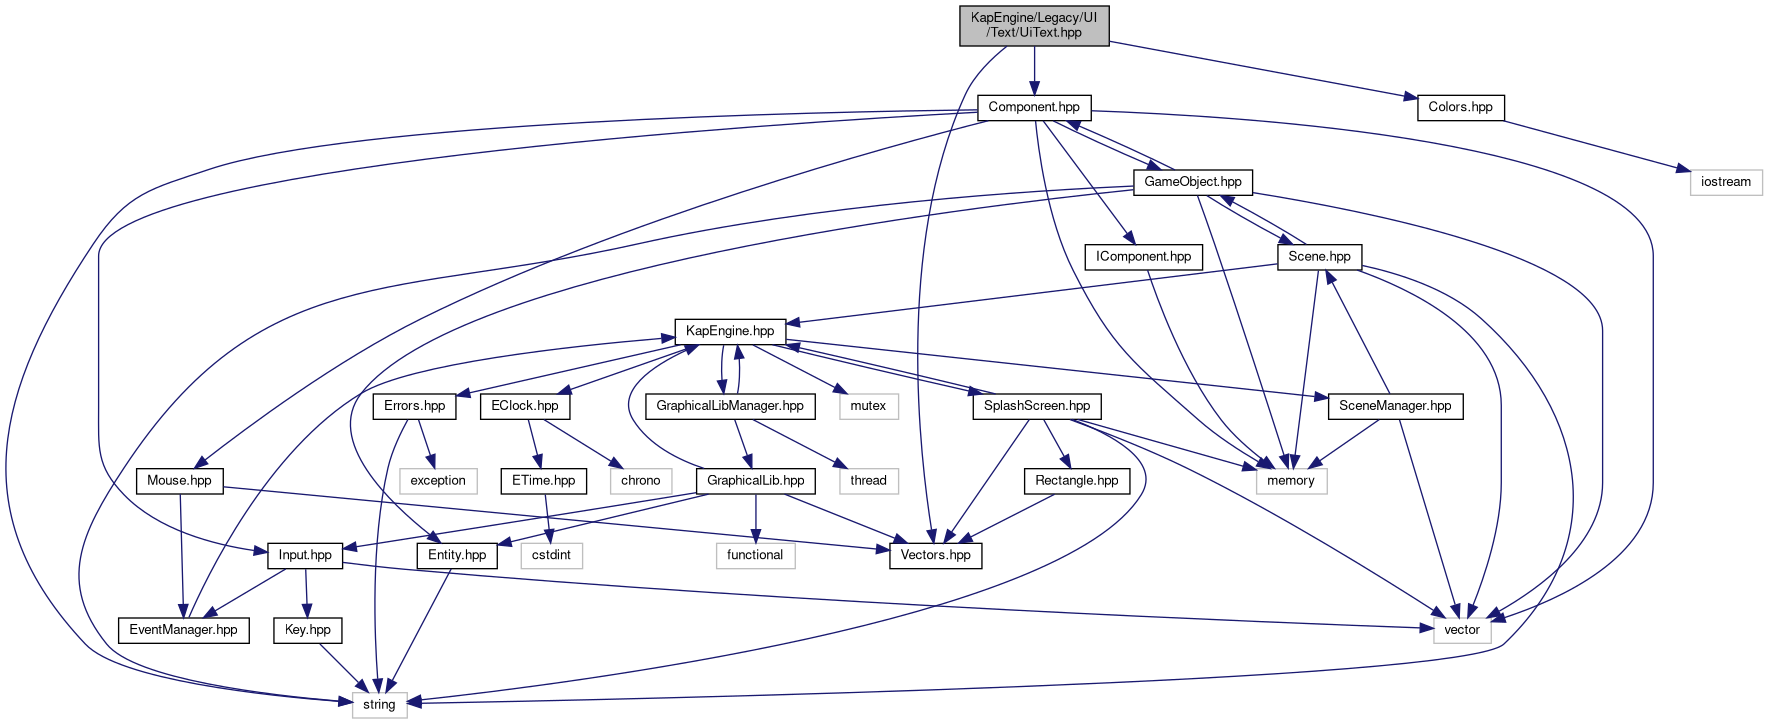 KapEngine/Legacy/UI
/Text/UiText.hpp
Component.hpp
Colors.hpp
GameObject.hpp
iostream
IComponent.hpp
Scene.hpp
KapEngine.hpp
Errors.hpp
EClock.hpp
GraphicalLibManager.hpp
mutex
SplashScreen.hpp
SceneManager.hpp
Mouse.hpp
exception
ETime.hpp
chrono
GraphicalLib.hpp
thread
Rectangle.hpp
memory
Input.hpp
Entity.hpp
cstdint
functional
Vectors.hpp
EventManager.hpp
Key.hpp
vector
string